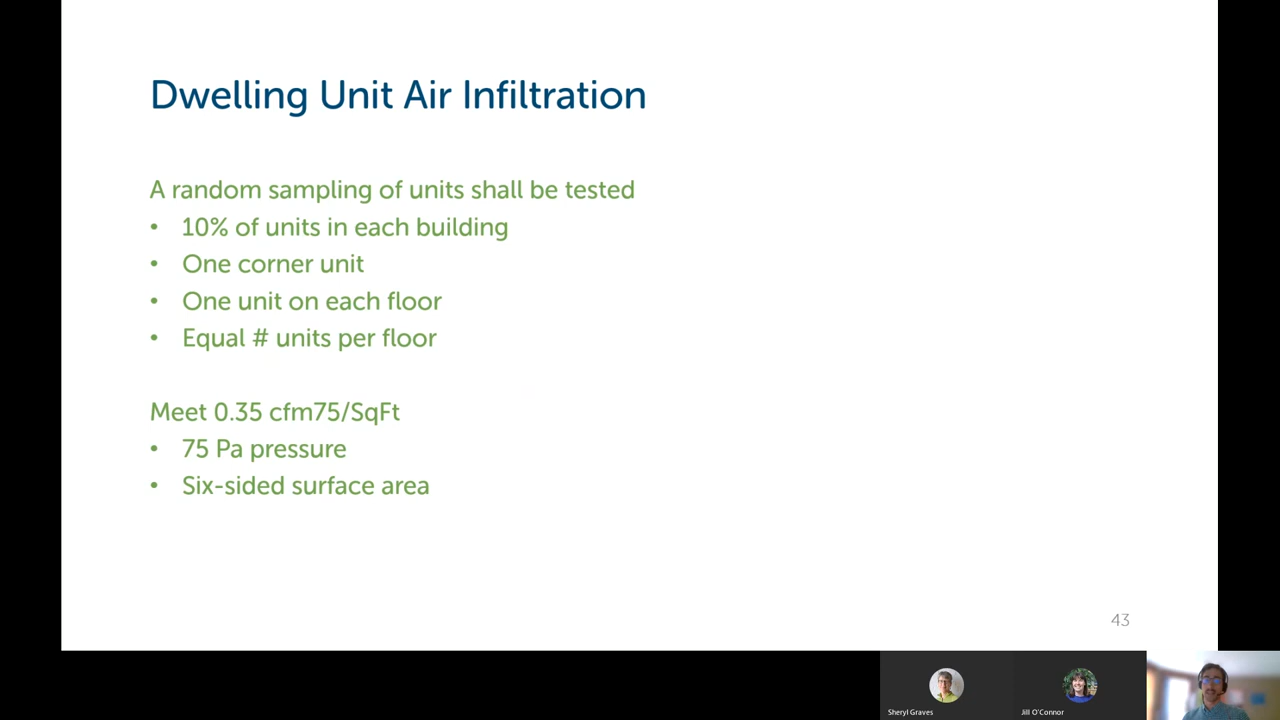 Dwelling Unit Air Infiltration
A random sampling of units shall be tested
• 10% of units in each building
• One corner unit
• One unit on each floor
• Equal # units per floor
Meet 0.35 cfm75/SqFt
• 75 Pa pressure
• Six-sided surface area
43
Sheryl Graves
Jill O'Connor